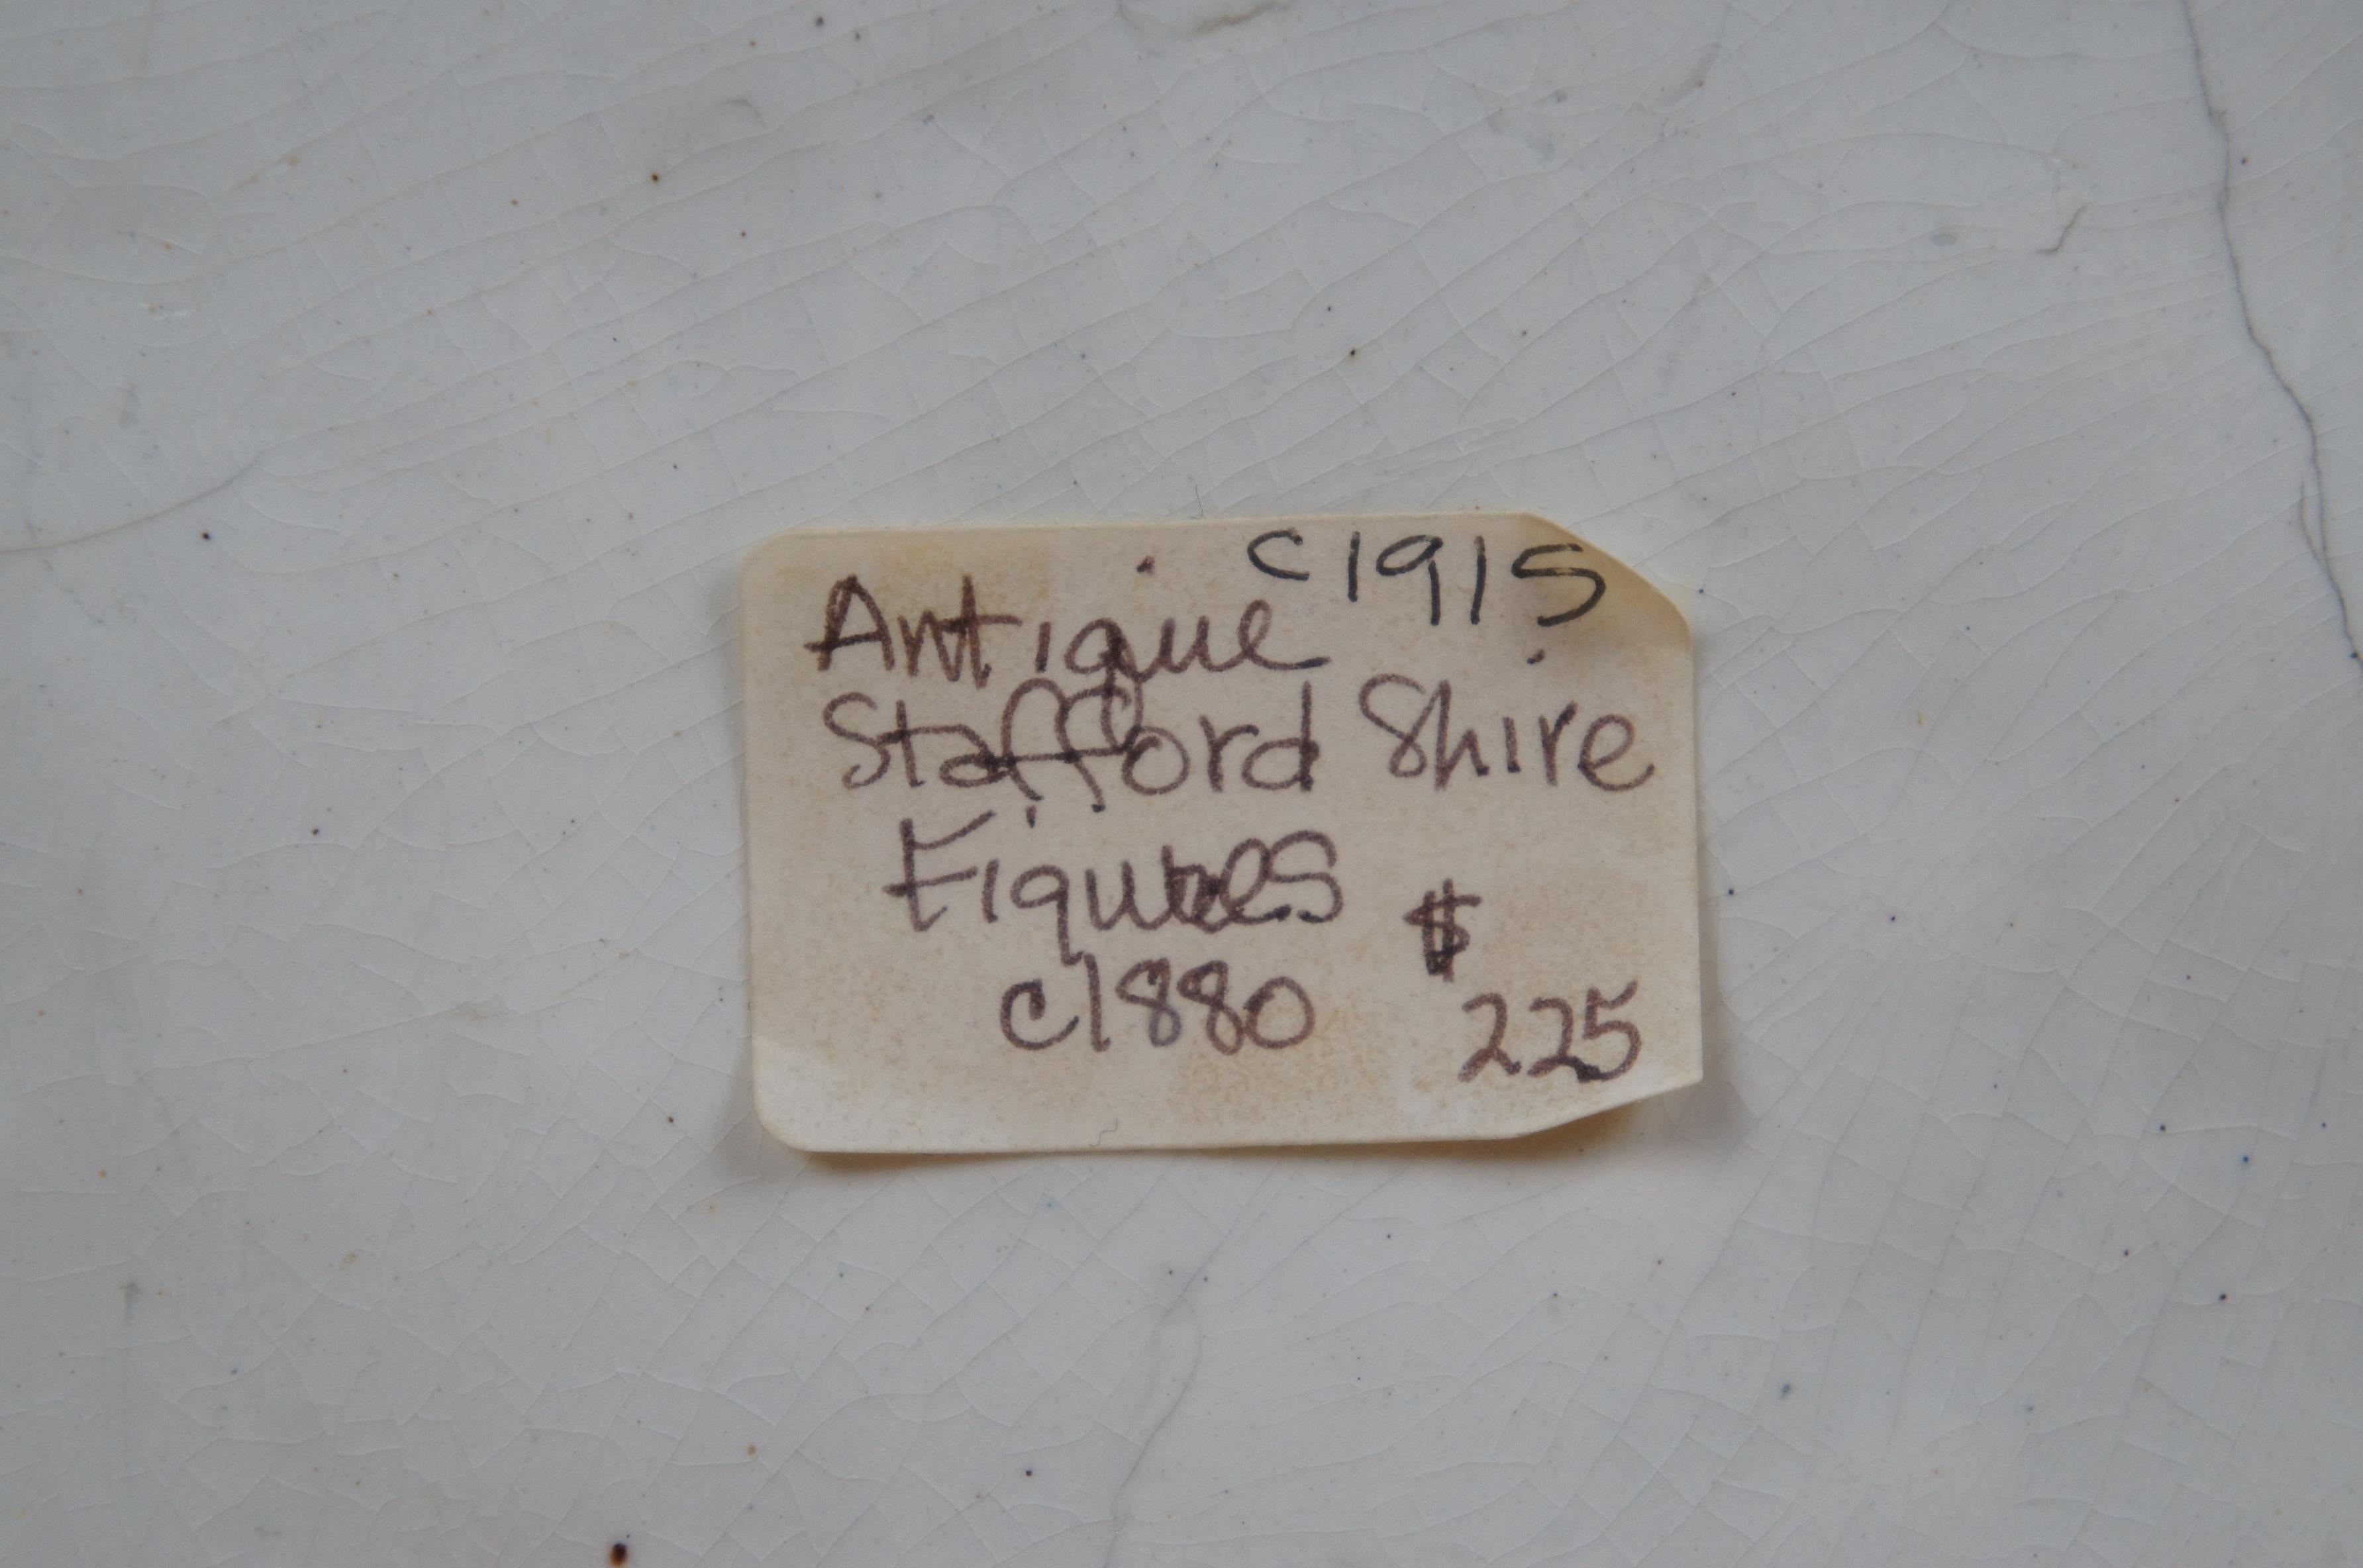 c1915
Antique
Stafford Shire
Figures
c1880
$
225